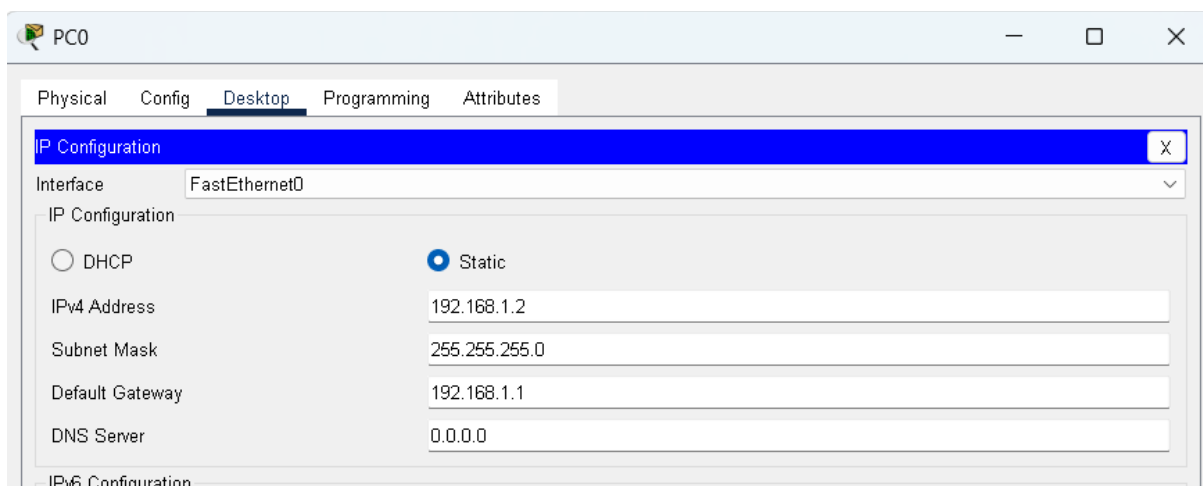 PC0
Physical Config Desktop Programming Attributes
IP Configuration X
Interface FastEthernet0
IP Configuration
DHCP Static
IPv4 Address 192.168.1.2
Subnet Mask 255.255.255.0
Default Gateway 192.168.1.1
DNS Server 0.0.0.0
IPv6 Configuration